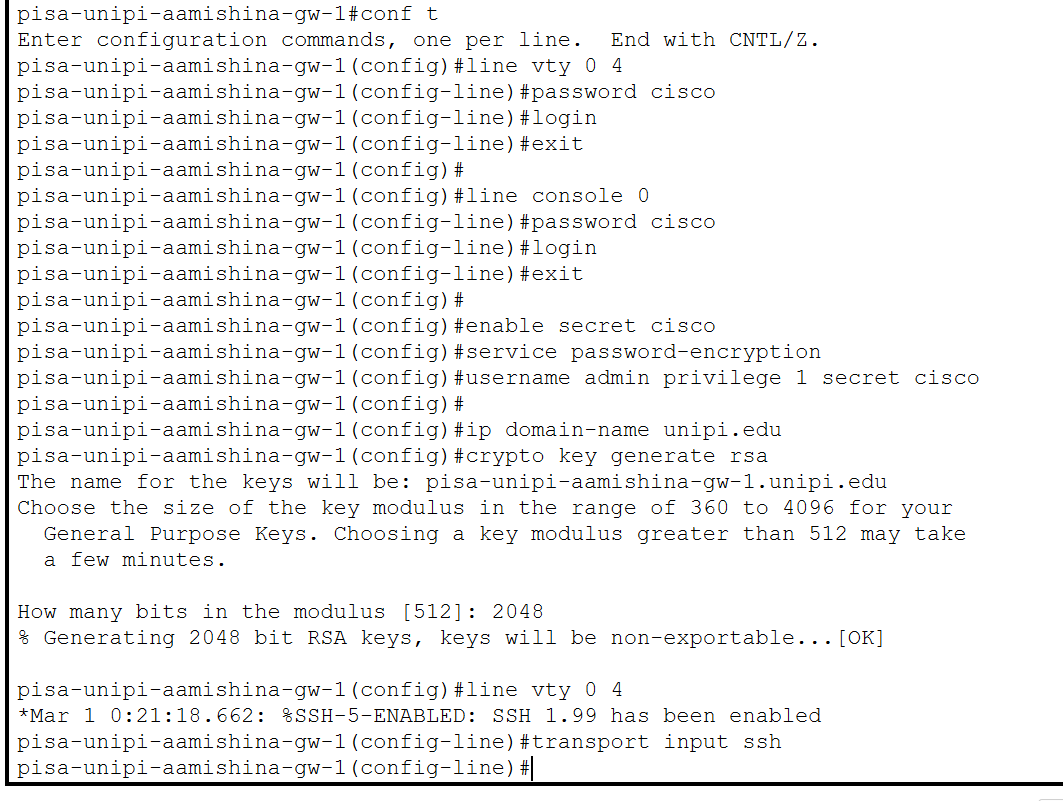 pisa-unipi-aamishina-gw-1#conf t
Enter configuration commands, one per line.  End with CNTL/Z.
pisa-unipi-aamishina-gw-1(config)#line vty 0 4
pisa-unipi-aamishina-gw-1(config-line)#password cisco
pisa-unipi-aamishina-gw-1(config-line)#login
pisa-unipi-aamishina-gw-1(config-line)#exit
pisa-unipi-aamishina-gw-1(config)#
pisa-unipi-aamishina-gw-1(config)#line console 0
pisa-unipi-aamishina-gw-1(config-line)#password cisco
pisa-unipi-aamishina-gw-1(config-line)#login
pisa-unipi-aamishina-gw-1(config-line)#exit
pisa-unipi-aamishina-gw-1(config)#
pisa-unipi-aamishina-gw-1(config)#enable secret cisco
pisa-unipi-aamishina-gw-1(config)#service password-encryption
pisa-unipi-aamishina-gw-1(config)#username admin privilege 1 secret cisco
pisa-unipi-aamishina-gw-1(config)#
pisa-unipi-aamishina-gw-1(config)#ip domain-name unipi.edu
pisa-unipi-aamishina-gw-1(config)#crypto key generate rsa
The name for the keys will be: pisa-unipi-aamishina-gw-1.unipi.edu
Choose the size of the key modulus in the range of 360 to 4096 for your
  General Purpose Keys. Choosing a key modulus greater than 512 may take
  a few minutes.

How many bits in the modulus [512]: 2048
% Generating 2048 bit RSA keys, keys will be non-exportable...[OK]

pisa-unipi-aamishina-gw-1(config)#line vty 0 4
*Mar 1 0:21:18.662: %SSH-5-ENABLED: SSH 1.99 has been enabled
pisa-unipi-aamishina-gw-1(config-line)#transport input ssh
pisa-unipi-aamishina-gw-1(config-line)#